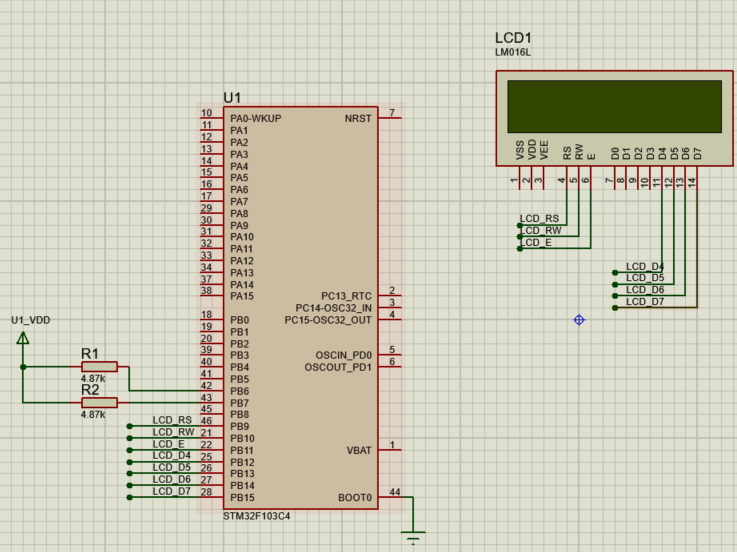 LCD1
LM016L
VSS
VDD
VEE
RS
RW
E
D0
D1
D2
D3
D4
D5
D6
D7
1
2
3
4
5
6
7
8
9
10
11
12
13
14
LCD_RS
LCD_RW
LCD_E
LCD_D4
LCD_D5
LCD_D6
LCD_D7
U1
10 PA0-WKUP NRST 7
11 PA1
12 PA2
13 PA3
14 PA4
15 PA5
16 PA6
17 PA7
29 PA8
30 PA9
31 PA10
32 PA11
33 PA12
34 PA13
37 PA14
38 PA15 PC13_RTC 2
PC14-OSC32_IN 3
18 PB0 PC15-OSC32_OUT 4
19 PB1
20 PB2
39 PB3 OSCIN_PD0 5
40 PB4 OSCOUT_PD1 6
41 PB5
42 PB6
43 PB7
45 PB8
LCD_RS 46 PB9
LCD_RW 21 PB10
LCD_E 22 PB11 VBAT 1
LCD_D4 25 PB12
LCD_D5 26 PB13
LCD_D6 27 PB14
LCD_D7 28 PB15 BOOT0 44
STM32F103C4
U1_VDD
R1
4.87k
R2
4.87k